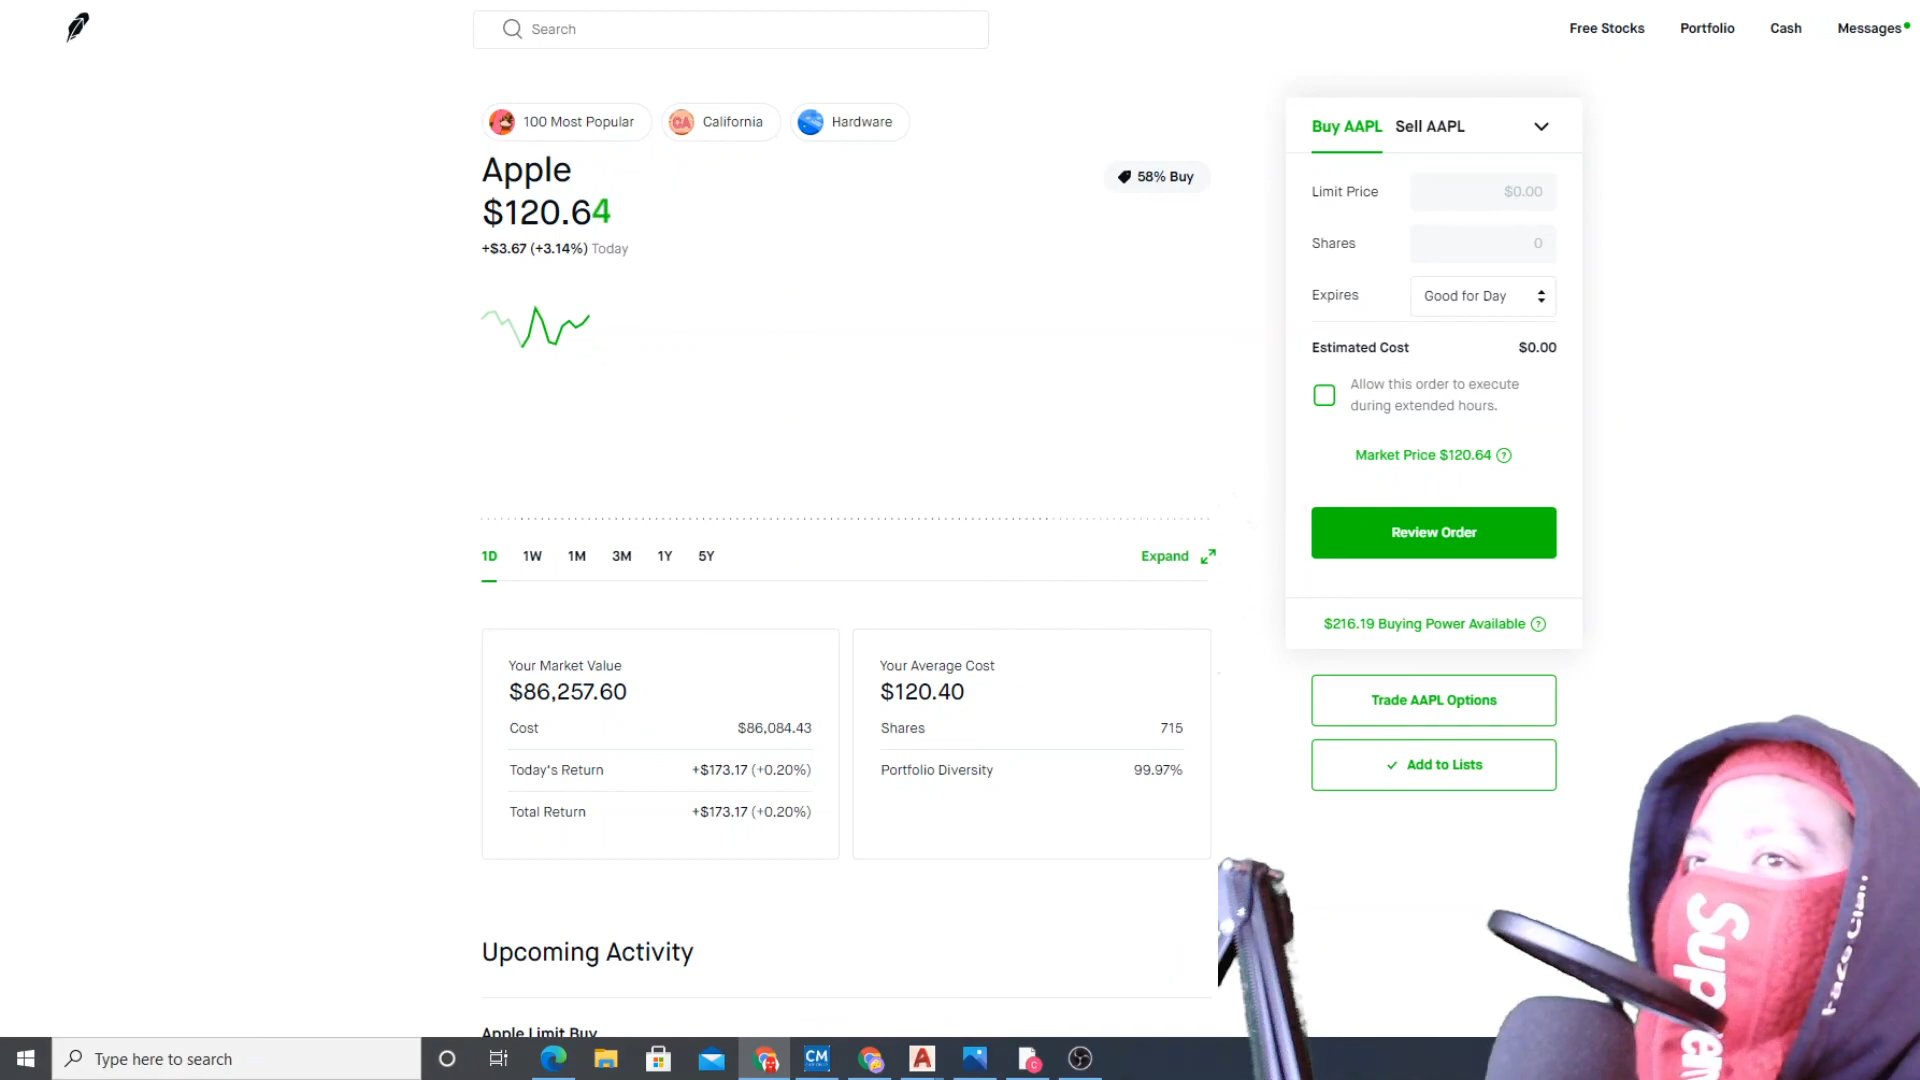 Search
Free Stocks
Portfolio
Cash
Messages
100 Most Popular
CA
California
Hardware
Apple
58% Buy
$120.64
+$3.67 (+3.14%) Today
1D
1W
1M
3M
1Y
5Y
Expand
Your Market Value
$86,257.60
Cost
$86,084.43
Today's Return
+$173.17 (+0.20%)
Total Return
+$173.17 (+0.20%)
Your Average Cost
$120.40
Shares
715
Portfolio Diversity
99.97%
Upcoming Activity
Apple Limit Buy
Buy AAPL
Sell AAPL
Limit Price
$0.00
Shares
0
Expires
Good for Day
Estimated Cost
$0.00
Allow this order to execute
during extended hours.
Market Price $120.64
Review Order
$216.19 Buying Power Available
Trade AAPL Options
Add to Lists
Type here to search
CM
A